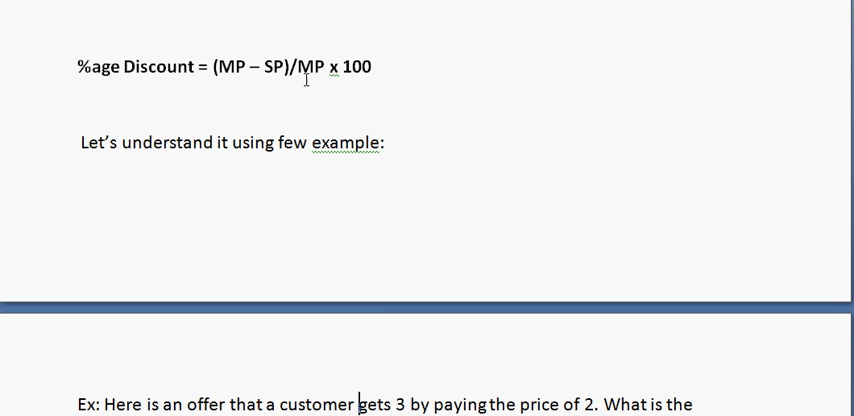 %age Discount = (MP – SP)/MP x 100
Let’s understand it using few example:
Ex: Here is an offer that a customer gets 3 by paying the price of 2. What is the